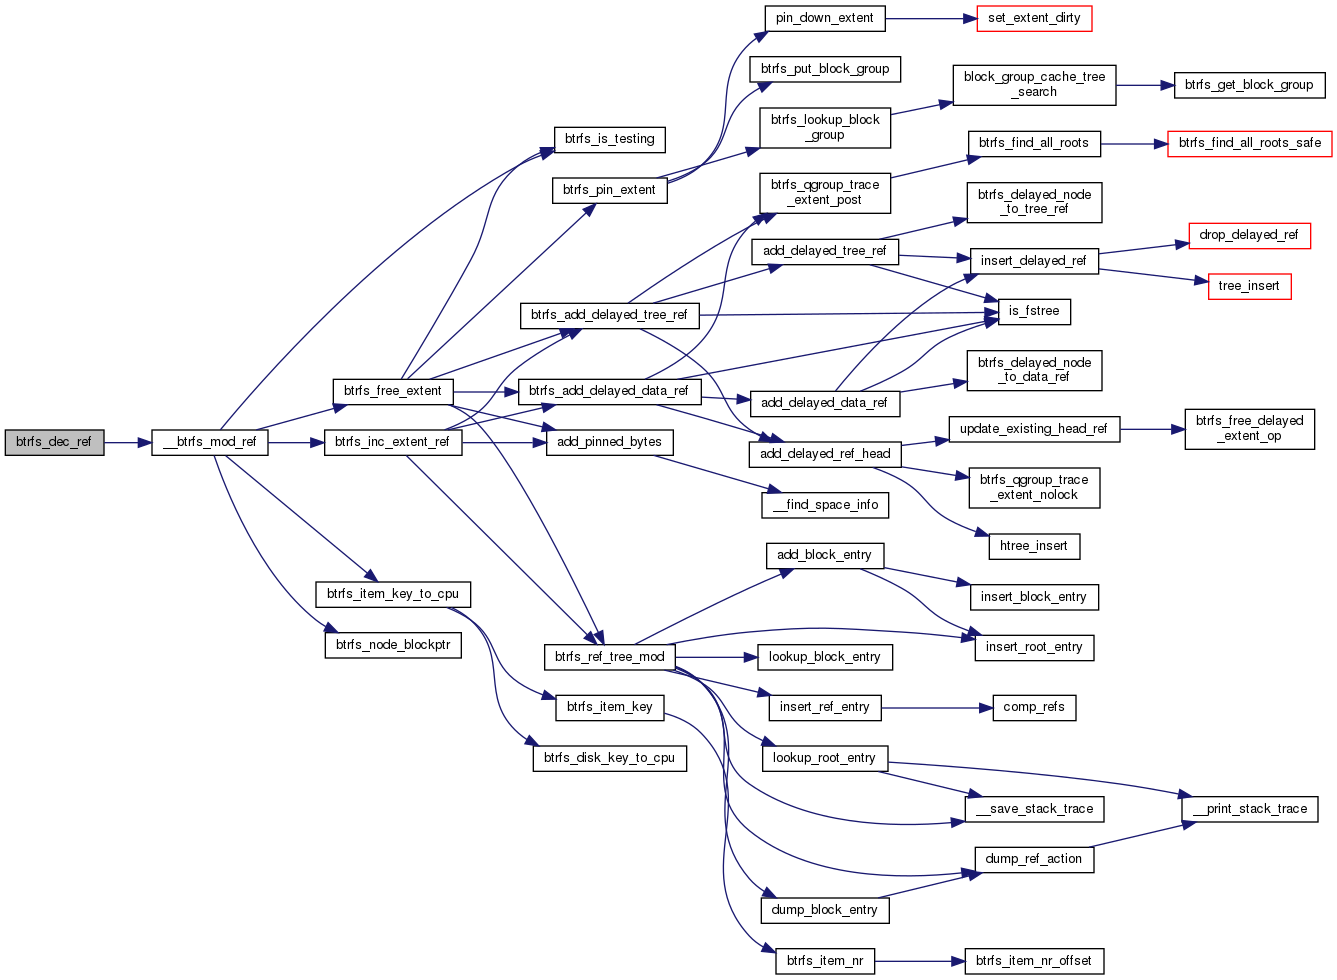 pin_down_extent
set_extent_dirty
btrfs_put_block_group
block_group_cache_tree
_search
btrfs_get_block_group
btrfs_lookup_block
_group
btrfs_is_testing
btrfs_find_all_roots
btrfs_find_all_roots_safe
btrfs_pin_extent
btrfs_qgroup_trace
_extent_post
btrfs_delayed_node
_to_tree_ref
add_delayed_tree_ref
drop_delayed_ref
insert_delayed_ref
tree_insert
btrfs_add_delayed_tree_ref
is_fstree
btrfs_delayed_node
_to_data_ref
btrfs_free_extent
btrfs_add_delayed_data_ref
add_delayed_data_ref
btrfs_dec_ref
__btrfs_mod_ref
btrfs_inc_extent_ref
add_pinned_bytes
update_existing_head_ref
btrfs_free_delayed
_extent_op
add_delayed_ref_head
btrfs_qgroup_trace
_extent_nolock
__find_space_info
htree_insert
add_block_entry
btrfs_item_key_to_cpu
insert_block_entry
btrfs_node_blockptr
insert_root_entry
btrfs_ref_tree_mod
lookup_block_entry
btrfs_item_key
insert_ref_entry
comp_refs
btrfs_disk_key_to_cpu
lookup_root_entry
__save_stack_trace
__print_stack_trace
dump_ref_action
dump_block_entry
btrfs_item_nr
btrfs_item_nr_offset